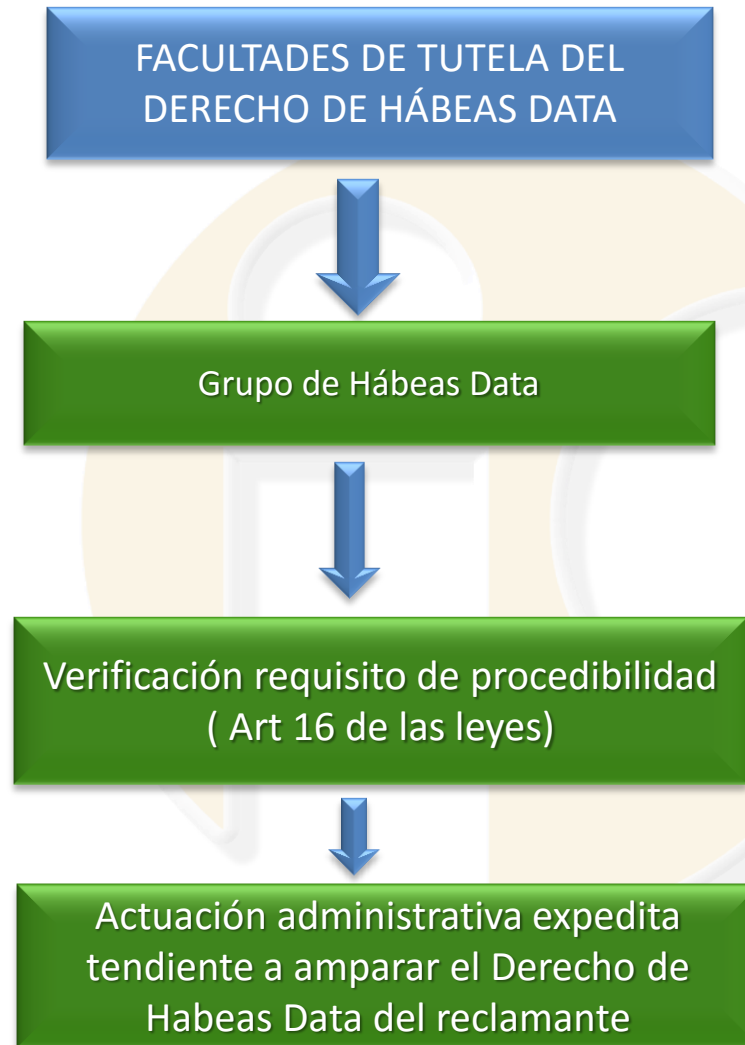 FACULTADES DE TUTELA DEL
DERECHO DE HÁBEAS DATA
Grupo de Hábeas Data
Verificación requisito de procedibilidad
( Art 16 de las leyes)
Actuación administrativa expedita
tendiente a amparar el Derecho de
Habeas Data del reclamante